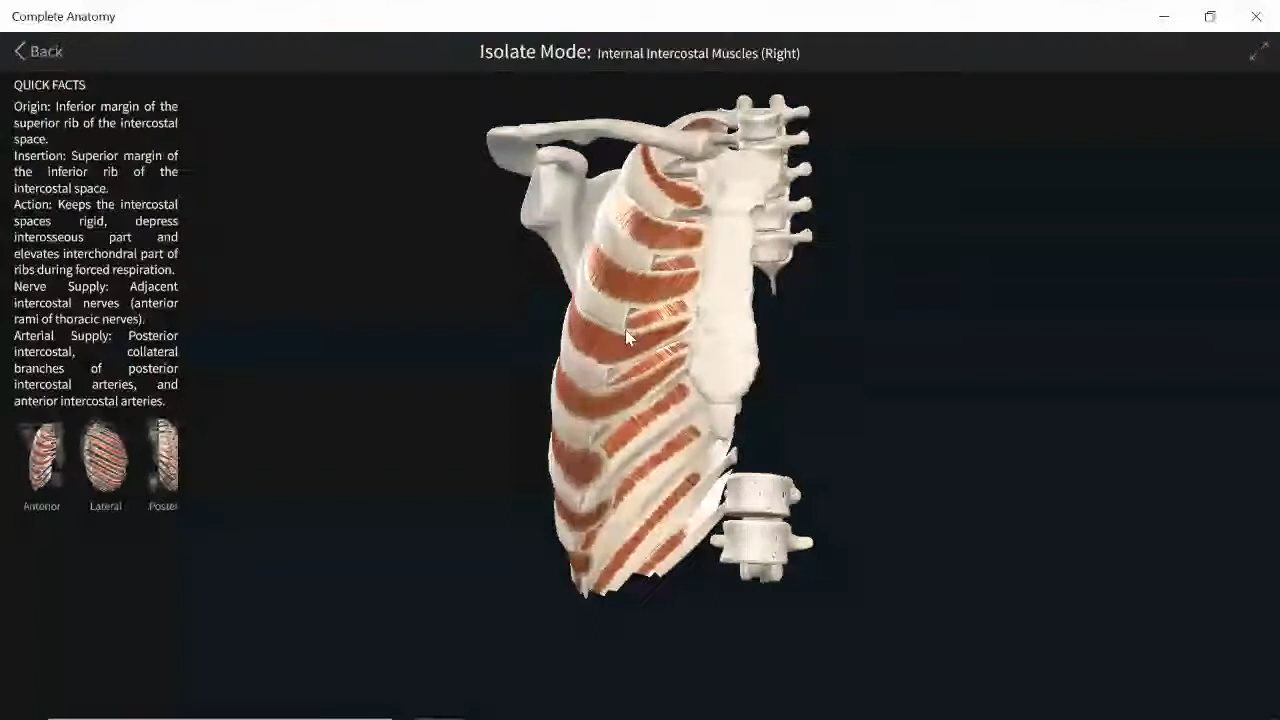 Complete Anatomy
Back
Isolate Mode: Internal Intercostal Muscles (Right)
QUICK FACTS
Origin: Inferior margin of the
superior rib of the intercostal
space.
Insertion: Superior margin of
the inferior rib of the
intercostal space.
Action: Keeps the intercostal
spaces rigid, depress
interosseous part and
elevates interchondral part of
ribs during forced respiration.
Nerve Supply: Adjacent
intercostal nerves (anterior
rami of thoracic nerves).
Arterial Supply: Posterior
intercostal, collateral
branches of posterior
intercostal arteries, and
anterior intercostal arteries.
Anterior Lateral Poster